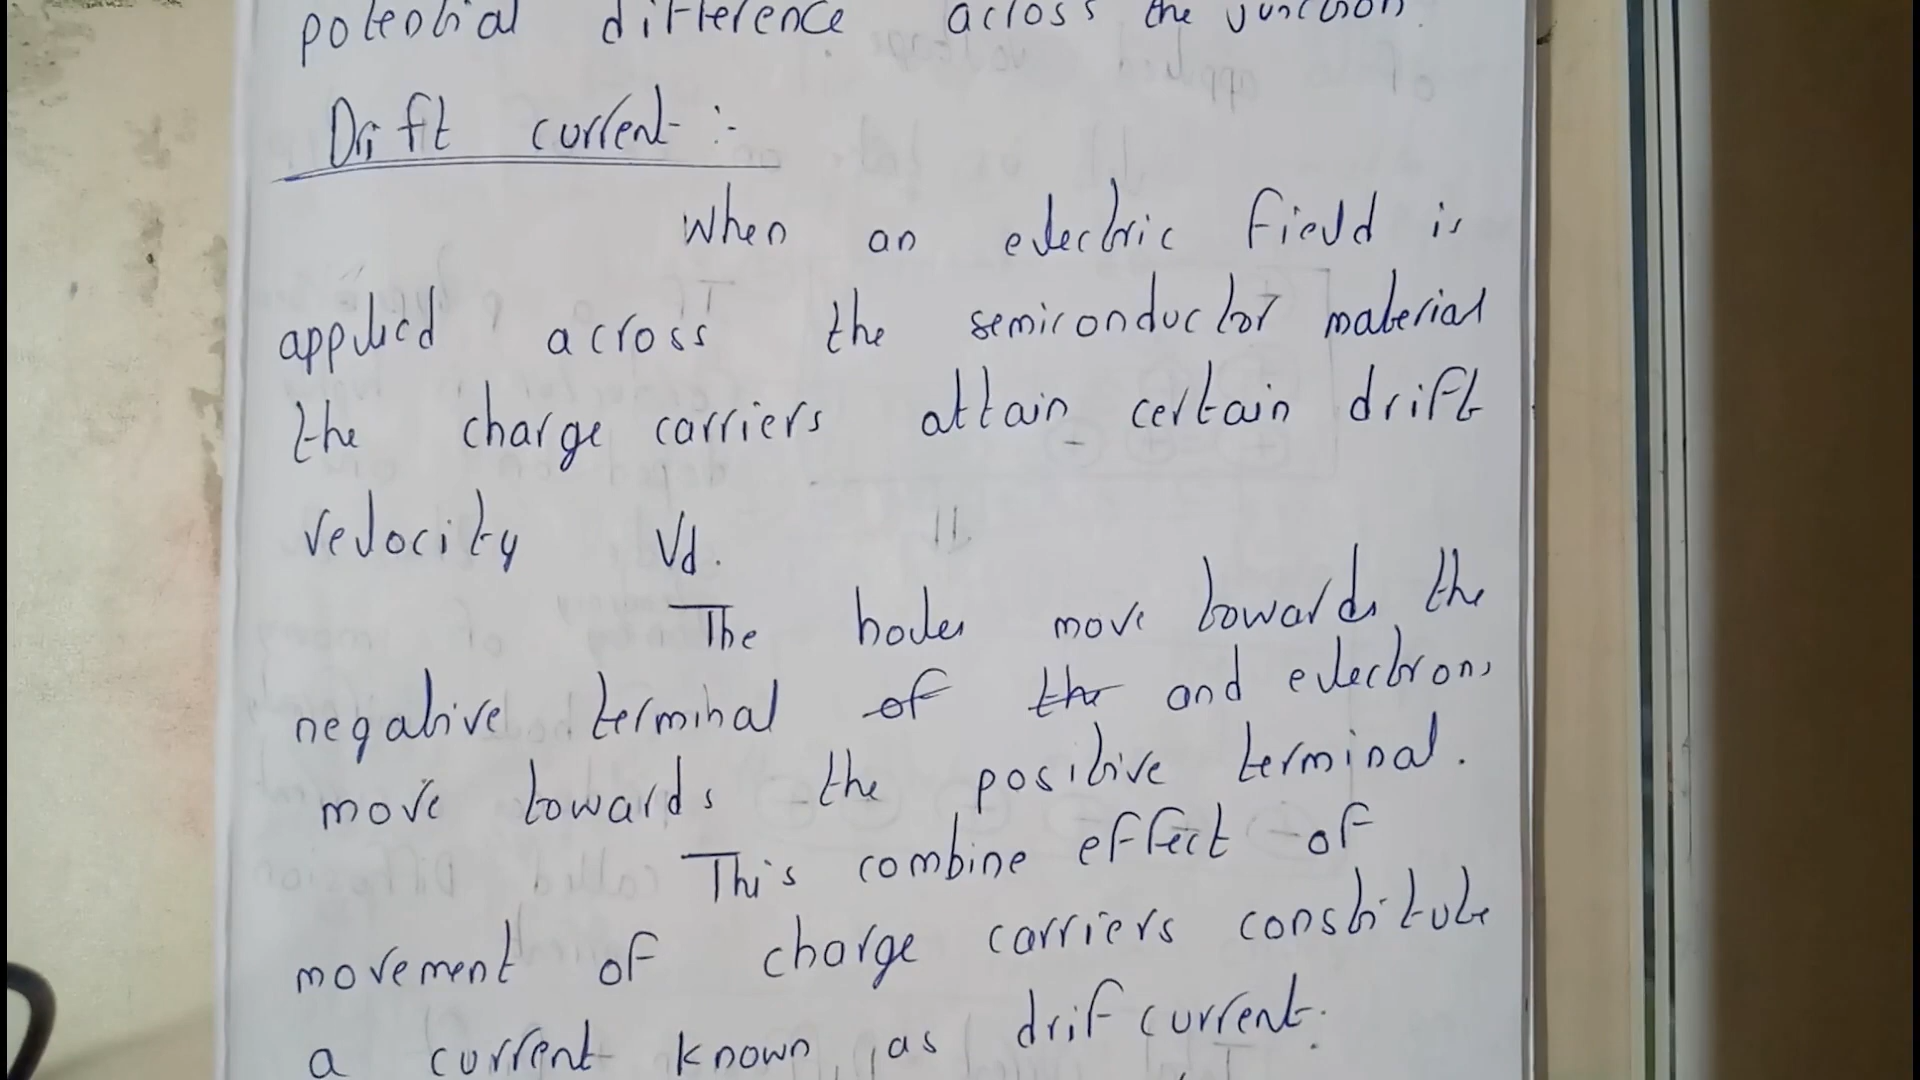 potential difference across the junction.
Drift current :-
When an electric field is
applied across the semiconductor material
the charge carriers attain certain drift
velocity Vd.
The holes move towards the
negative terminal of the and electrons
move towards the positive terminal.
This combine effect of
movement of charge carriers constitute
a current known as drif current.